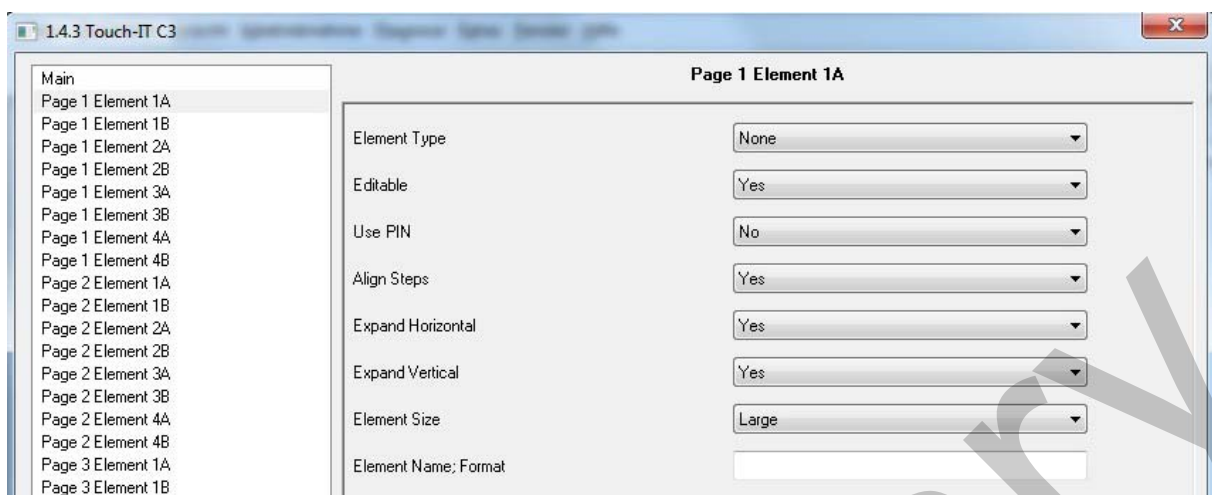 1.4.3 Touch-IT C3
Main
Page 1 Element 1A
Page 1 Element 1B
Page 1 Element 2A
Page 1 Element 2B
Page 1 Element 3A
Page 1 Element 3B
Page 1 Element 4A
Page 1 Element 4B
Page 2 Element 1A
Page 2 Element 1B
Page 2 Element 2A
Page 2 Element 2B
Page 2 Element 3A
Page 2 Element 3B
Page 2 Element 4A
Page 2 Element 4B
Page 3 Element 1A
Page 3 Element 1B
Page 1 Element 1A
Element Type None
Editable Yes
Use PIN No
Align Steps Yes
Expand Horizontal Yes
Expand Vertical Yes
Element Size Large
Element Name; Format